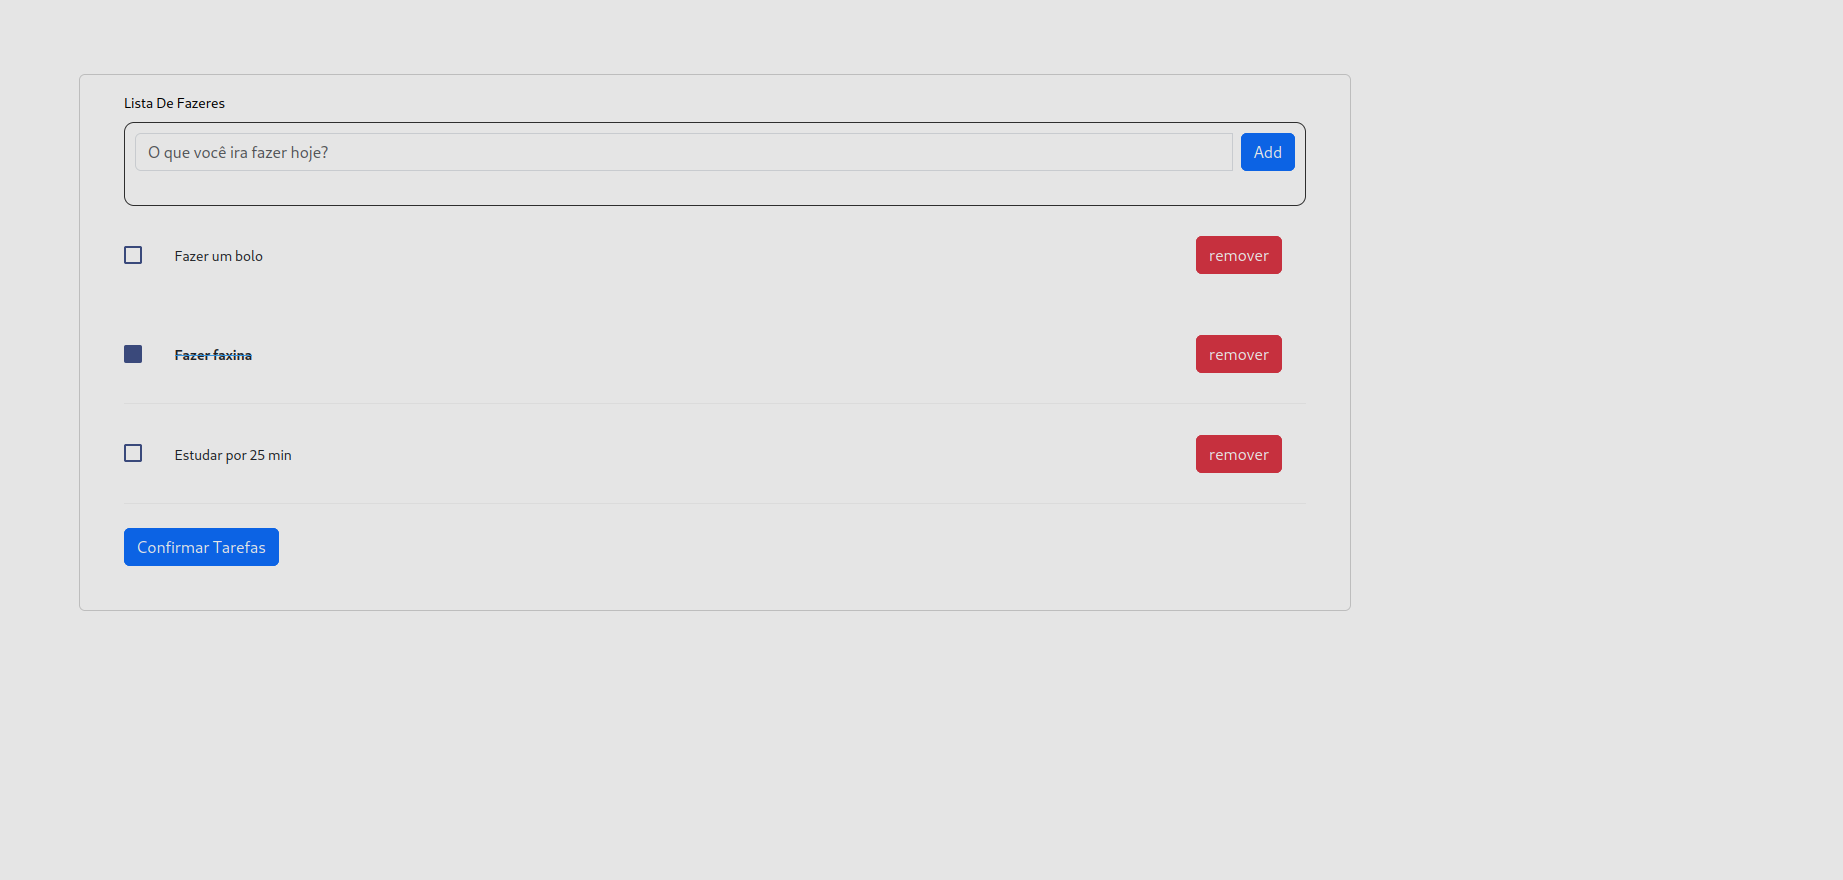 Lista De Fazeres
O que você ira fazer hoje? Add
Fazer um bolo remover
Fazer faxina remover
Estudar por 25 min remover
Confirmar Tarefas